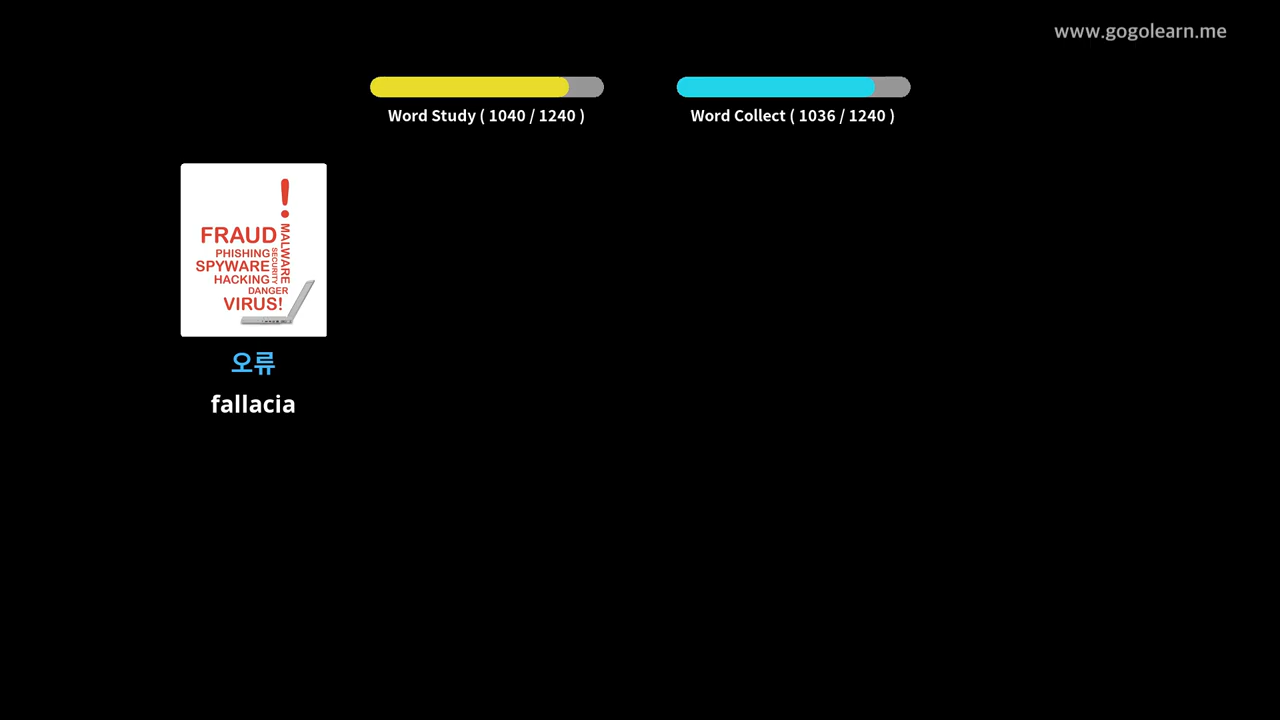 www.gogolearn.me
Word Study ( 1040 / 1240 )
Word Collect ( 1036 / 1240 )
!
FRAUD
PHISHING
SPYWARE
HACKING
DANGER
VIRUS!
SECURITY
MALWARE
오류
fallacia